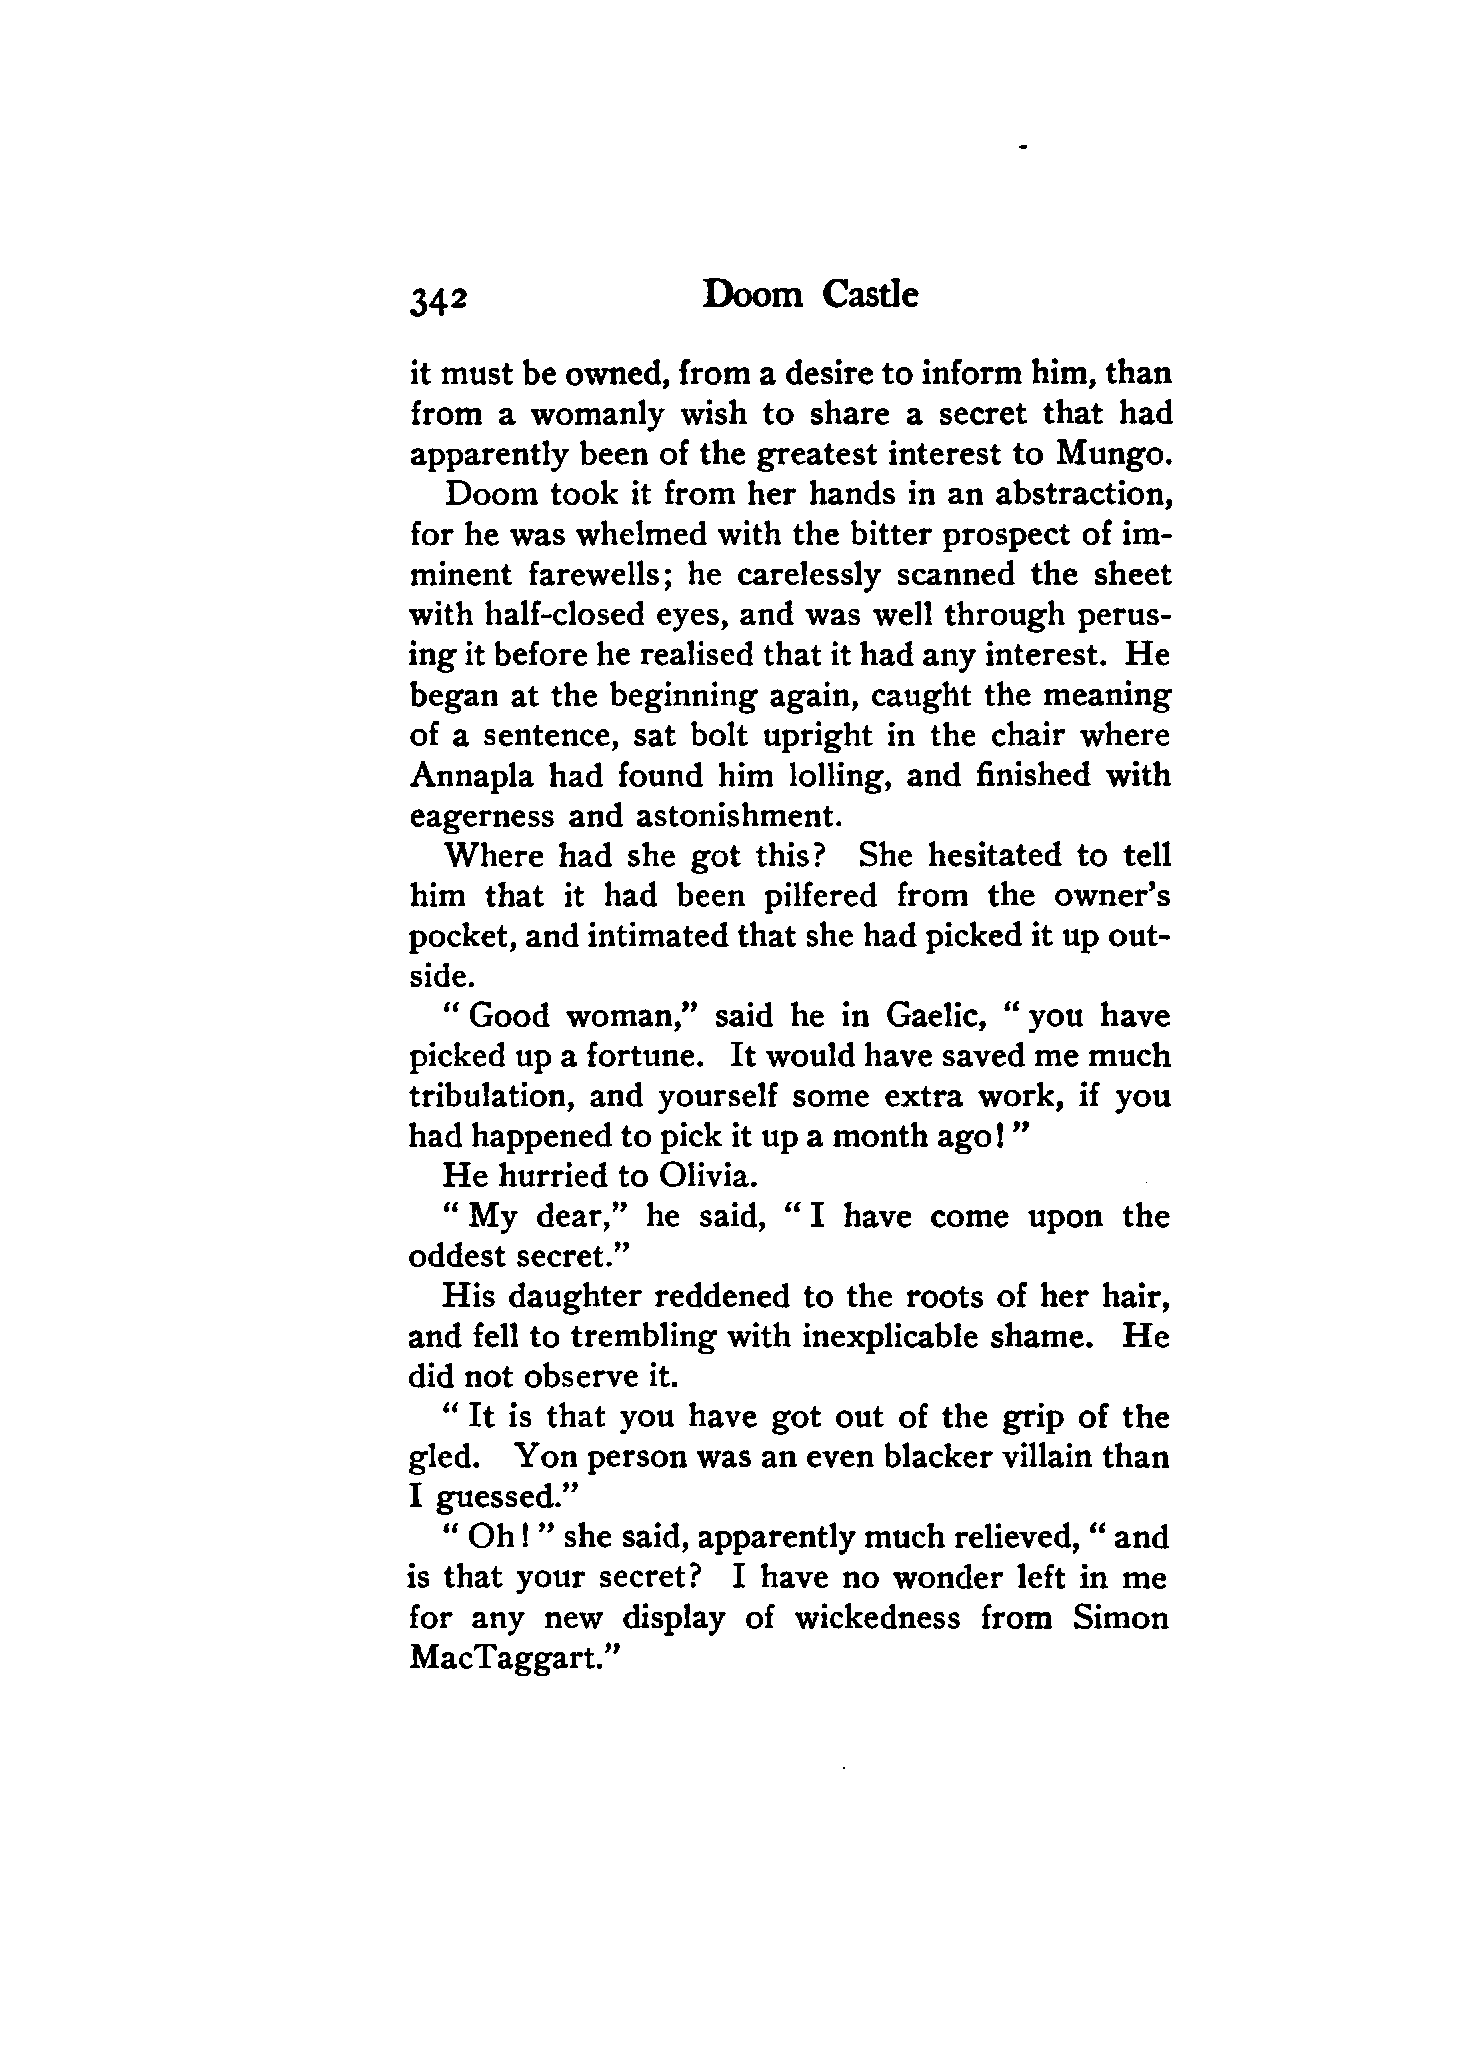 342 Doom Castle
it must be owned, from a desire to inform him, than
from a womanly wish to share a secret that had
apparently been of the greatest interest to Mungo.
Doom took it from her hands in an abstraction,
for he was whelmed with the bitter prospect of im-
minent farewells; he carelessly scanned the sheet
with half-closed eyes, and was well through perus-
ing it before he realised that it had any interest. He
began at the beginning again, caught the meaning
of a sentence, sat bolt upright in the chair where
Annapla had found him lolling, and finished with
eagerness and astonishment.
Where had she got this? She hesitated to tell
him that it had been pilfered from the owner's
pocket, and intimated that she had picked it up out-
side.
“ Good woman,” said he in Gaelic, “ you have
picked up a fortune. It would have saved me much
tribulation, and yourself some extra work, if you
had happened to pick it up a month ago! ”
He hurried to Olivia.
“ My dear,” he said, “ I have come upon the
oddest secret.”
His daughter reddened to the roots of her hair,
and fell to trembling with inexplicable shame. He
did not observe it.
“ It is that you have got out of the grip of the
gled. Yon person was an even blacker villain than
I guessed.”
“ Oh! ” she said, apparently much relieved, “ and
is that your secret? I have no wonder left in me
for any new display of wickedness from Simon
MacTaggart.”